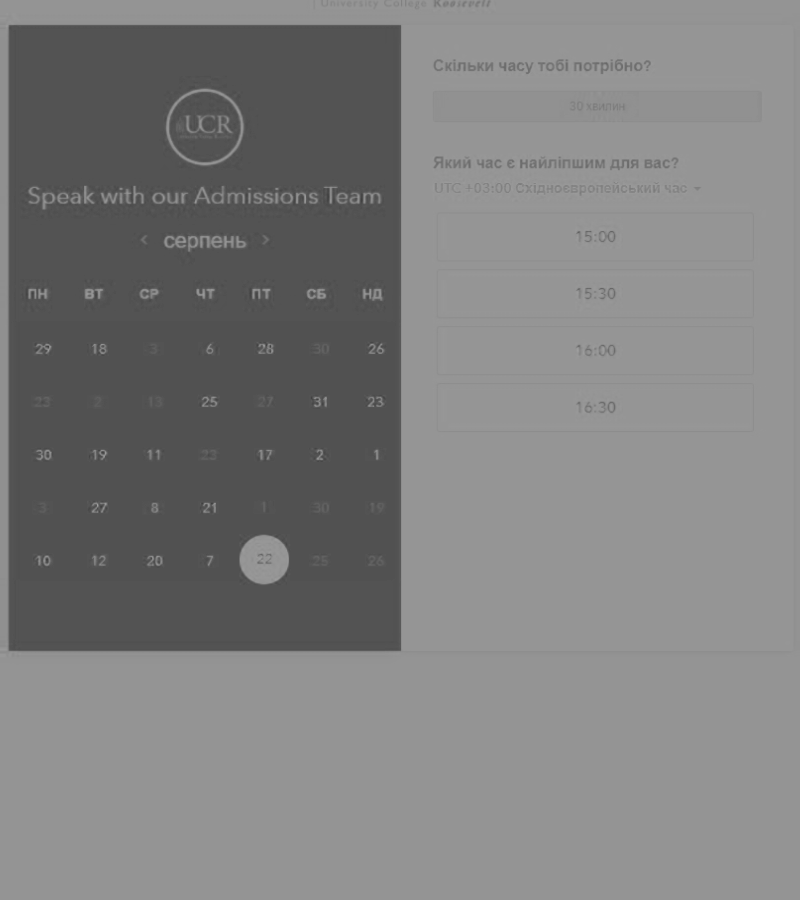 University College Roosevelt
Скільки часу тобі потрібно?
30 хвилин
UCR
Який час є найліпшим для вас?
Speak with our Admissions Team
UTC +03:00 Східноєвропейський час
< серпень >
15:00
15:30
16:00
16:30
ПН ВТ СР ЧТ ПТ СБ НД
29 18 3 6 28 30 26
23 2 13 25 27 31 23
30 19 11 23 17 2 1
3 27 8 21 1 30 19
10 12 20 7 22 25 26